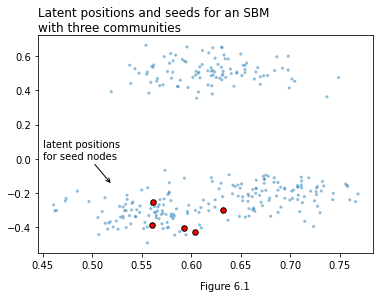 Latent positions and seeds for an SBM
with three communities
0.6
0.4
0.2
0.0
−0.2
−0.4
latent positions
for seed nodes
0.45 0.50 0.55 0.60 0.65 0.70 0.75
Figure 6.1